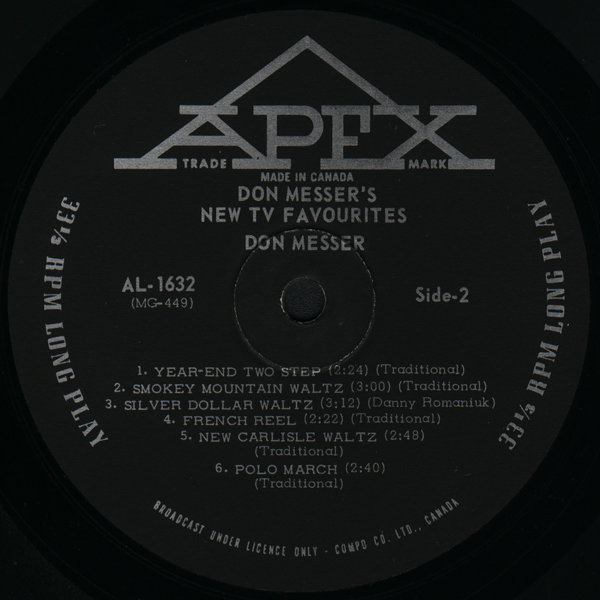 APEX
TRADE MARK
MADE IN CANADA
DON MESSER'S
NEW TV FAVOURITES
DON MESSER
AL-1632
(MG-449)
Side-2
33⅓ RPM LONG PLAY
33⅓ RPM LONG PLAY
1. YEAR-END TWO STEP (2:24) (Traditional)
2. SMOKEY MOUNTAIN WALTZ (3:00) (Traditional)
3. SILVER DOLLAR WALTZ (3:12) (Danny Romaniuk)
4. FRENCH REEL (2:22) (Traditional)
5. NEW CARLISLE WALTZ (2:48)
(Traditional)
6. POLO MARCH (2:40)
(Traditional)
BROADCAST UNDER LICENCE ONLY - COMPO CO. LTD., CANADA